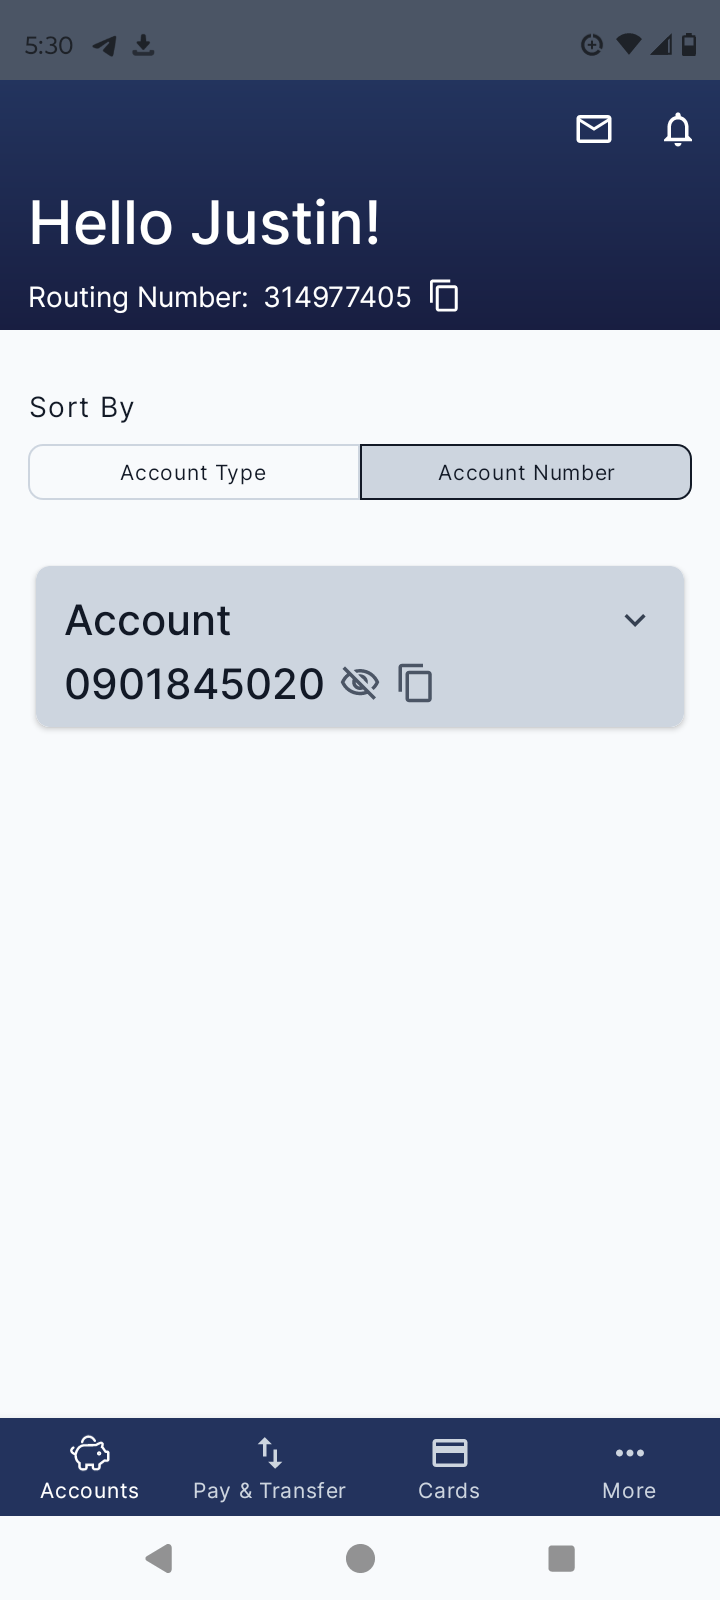 5:30
Hello Justin!
Routing Number: 314977405
Sort By
Account Type Account Number
Account
0901845020
Accounts Pay & Transfer Cards More